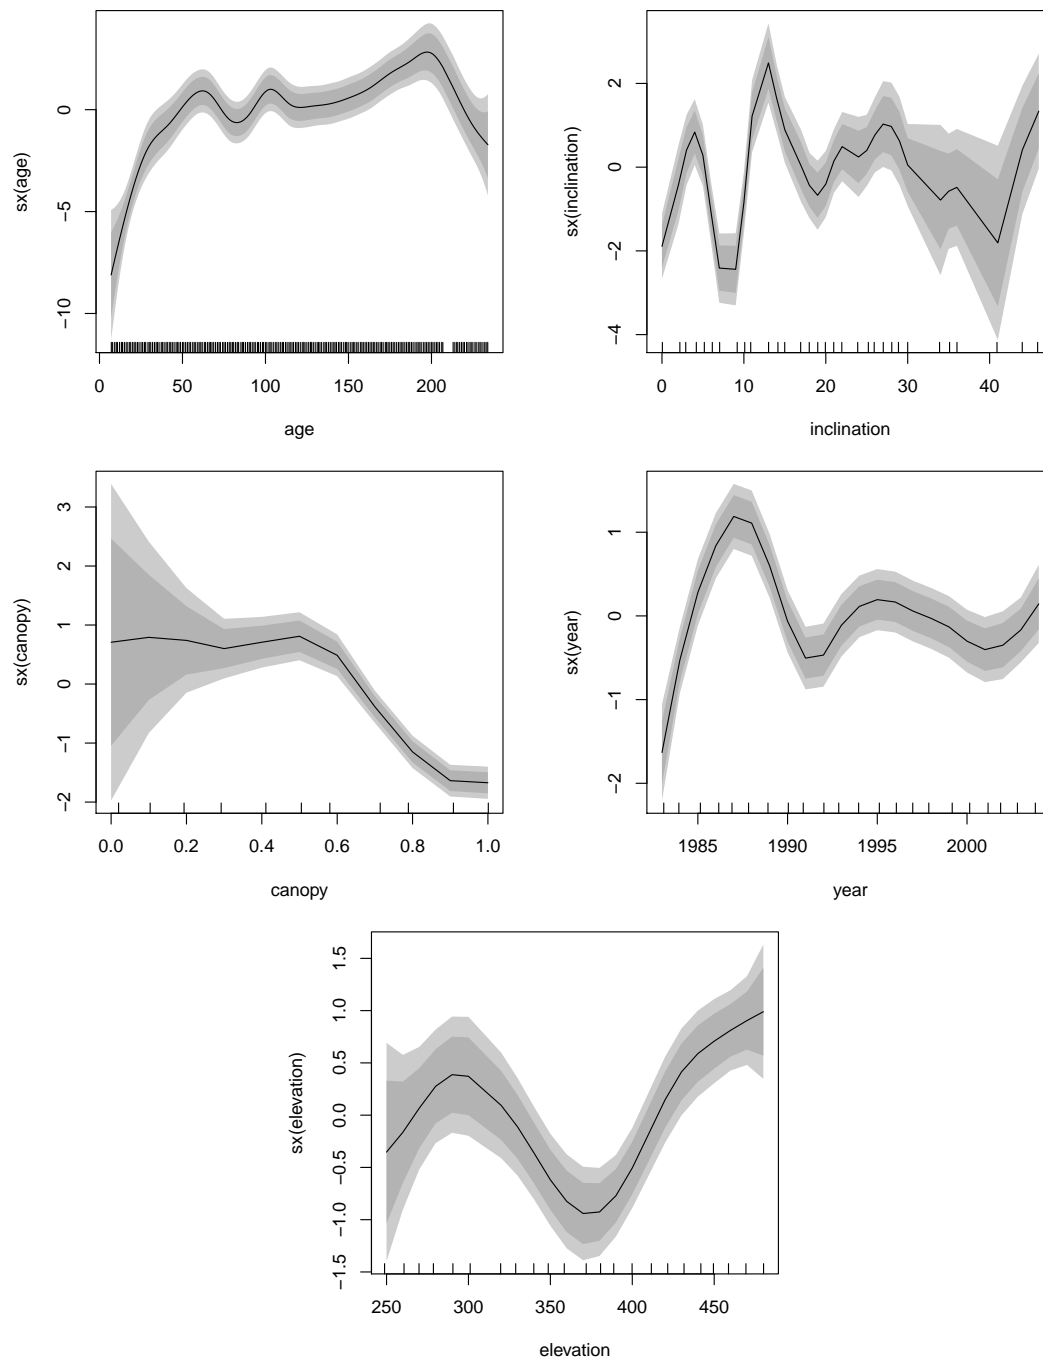 sx(age)
0
−5
−10
0 50 100 150 200
age
sx(inclination)
2
0
−2
−4
0 10 20 30 40
inclination
sx(canopy)
3
2
1
0
−1
−2
0.0 0.2 0.4 0.6 0.8 1.0
canopy
sx(year)
1
0
−1
−2
1985 1990 1995 2000
year
sx(elevation)
1.5
1.0
0.5
0.0
−0.5
−1.0
−1.5
250 300 350 400 450
elevation